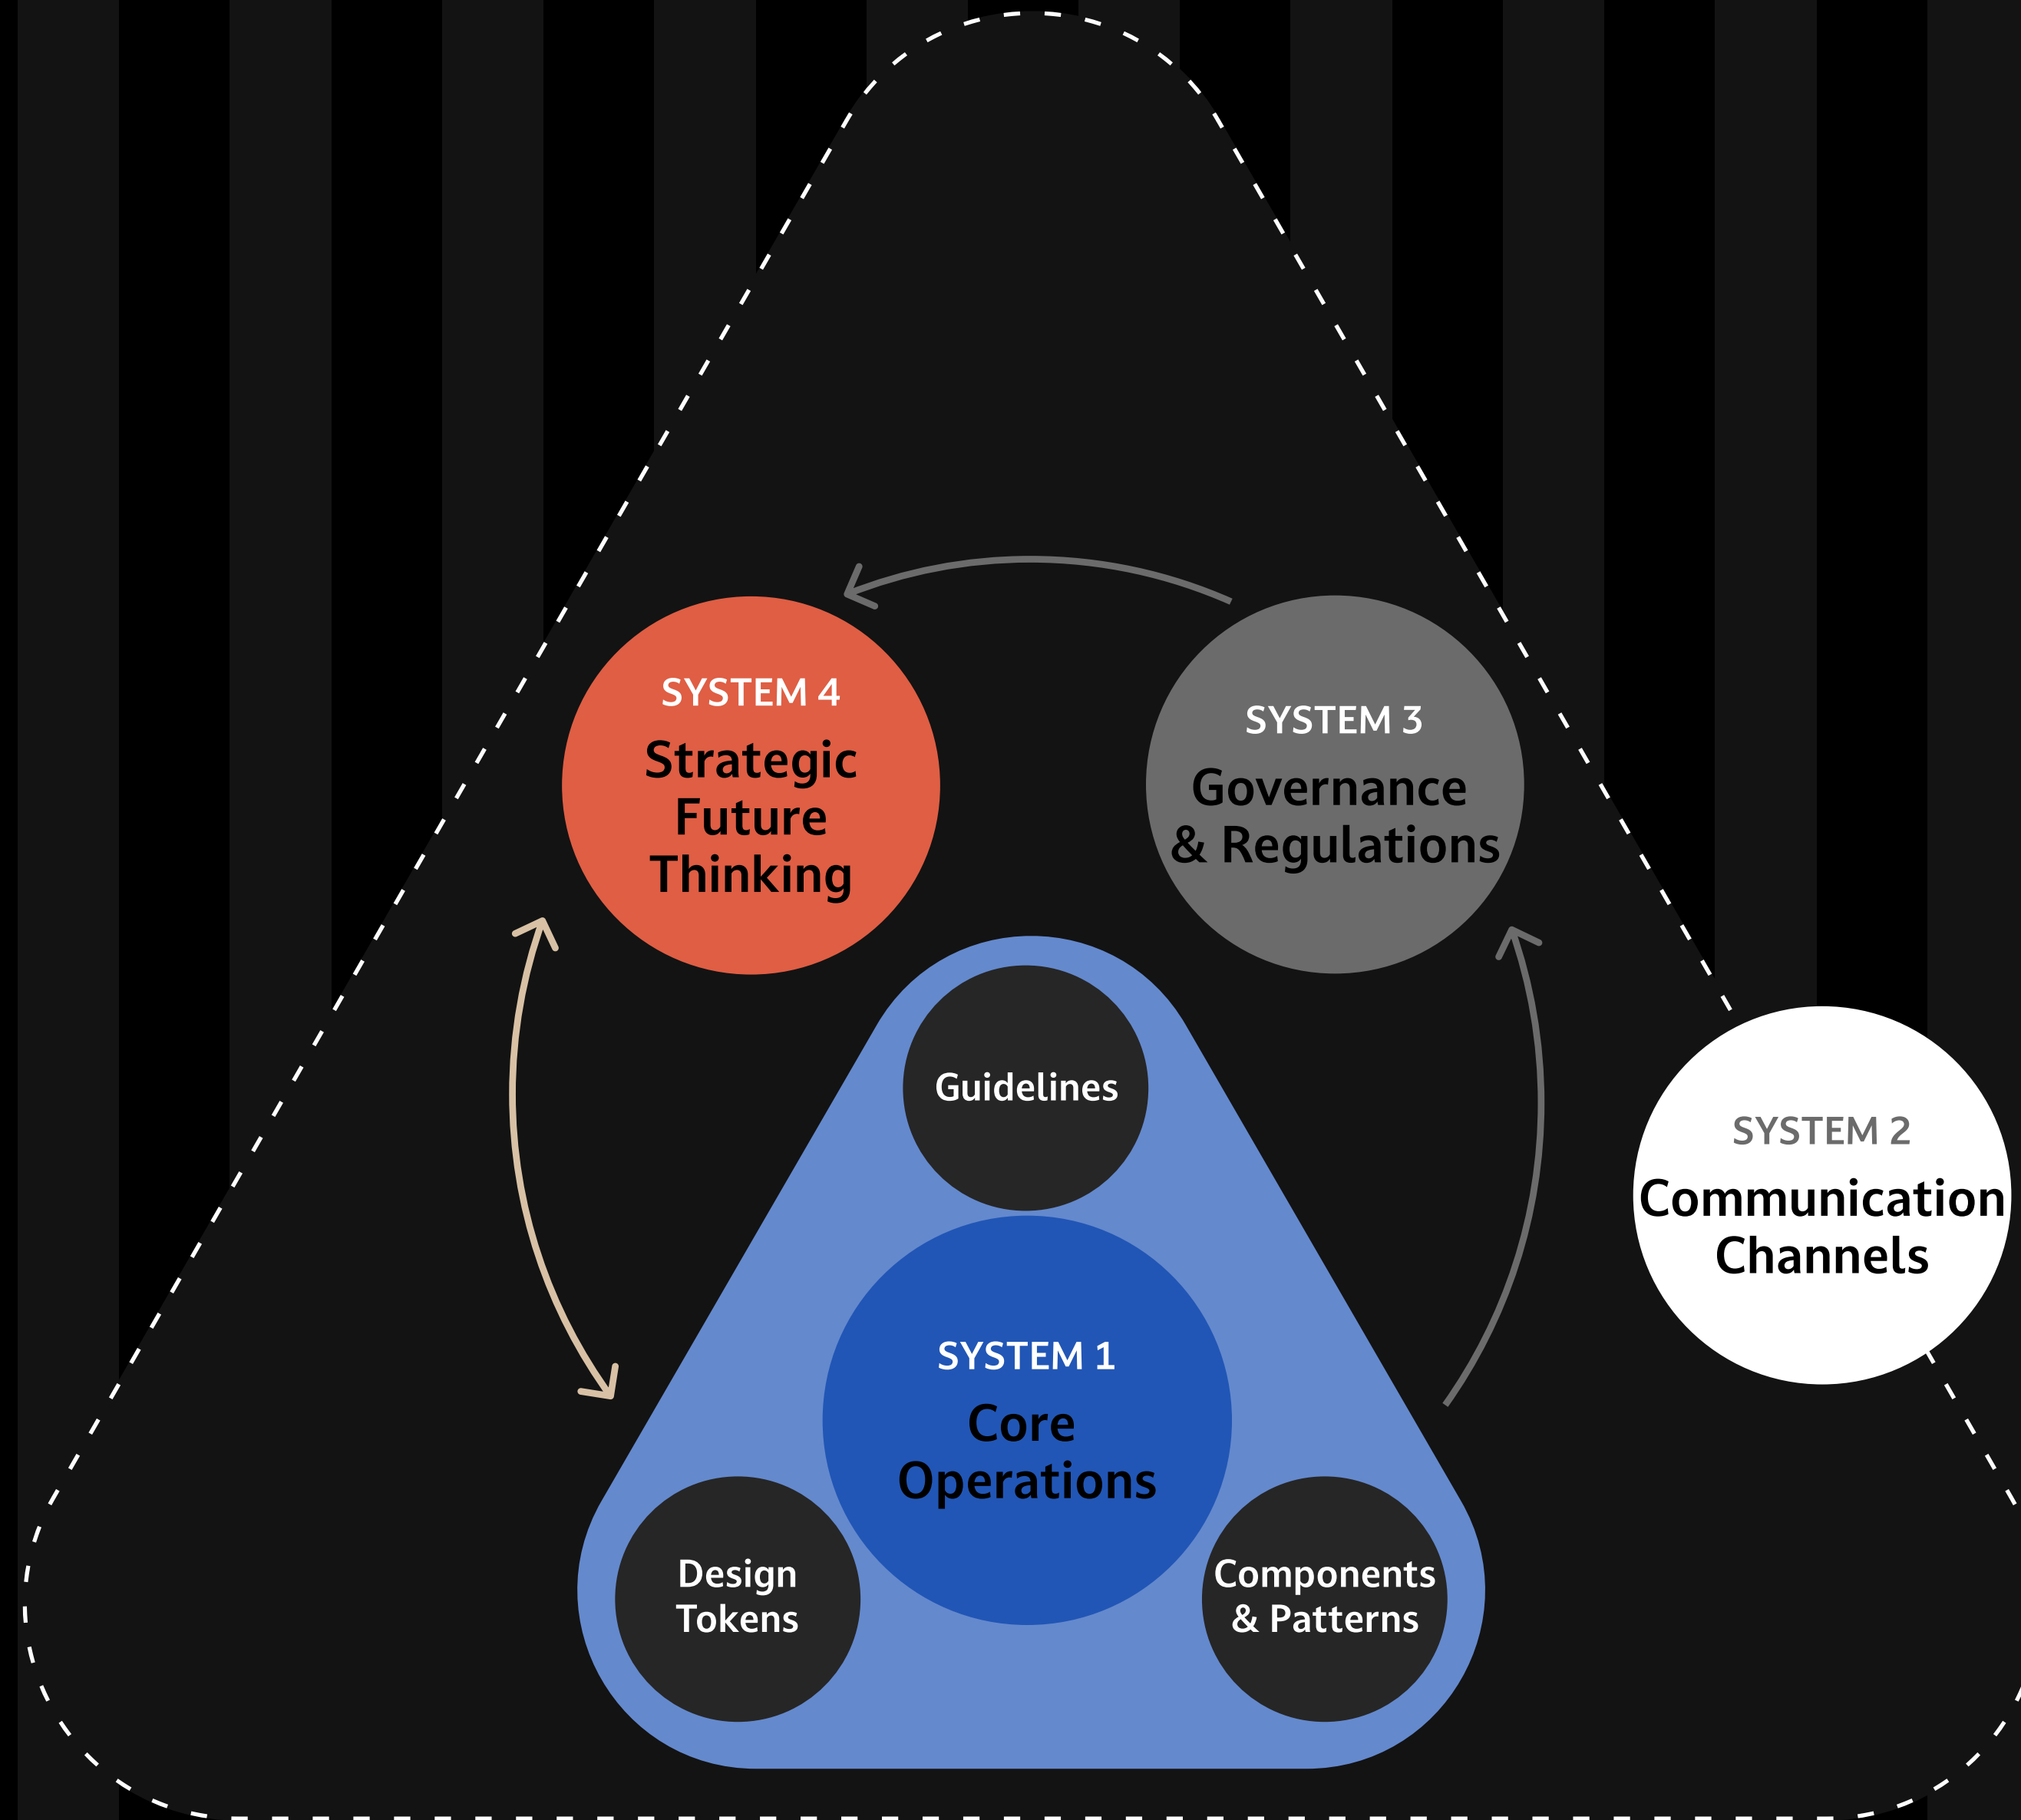 SYSTEM 4
Strategic
Future
Thinking
SYSTEM 3
Governance
& Regulations
Guidelines
SYSTEM 2
Communication
Channels
SYSTEM 1
Core
Operations
Design
Tokens
Components
& Patterns